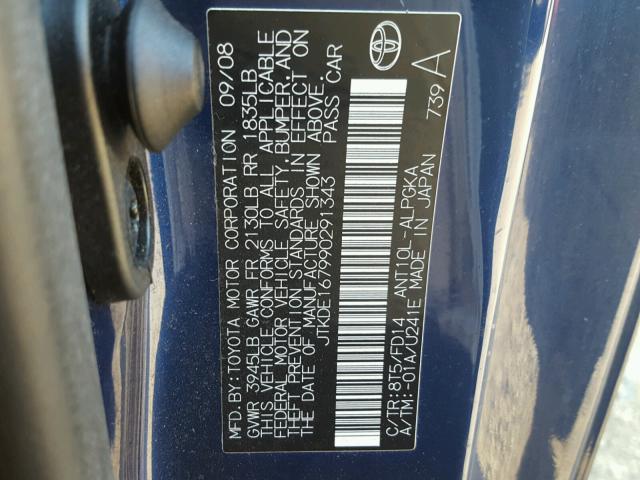 MFD.BY:TOYOTA MOTOR CORPORATION 09/08
GVWR 3945LB GAWR FR 2130LB RR 1835LB
THIS VEHICLE CONFORMS TO ALL APPLICABLE
FEDERAL MOTOR VEHICLE SAFETY,BUMPER,AND
THEFT PREVENTION STANDARDS IN EFFECT ON
THE DATE OF MANUFACTURE SHOWN ABOVE.
JTKDE167990291343 PASS CAR
C/TR:8T5/FD14 ANT10L-ALPGKA
A/TM:-01A/U241E MADE IN JAPAN
739 A